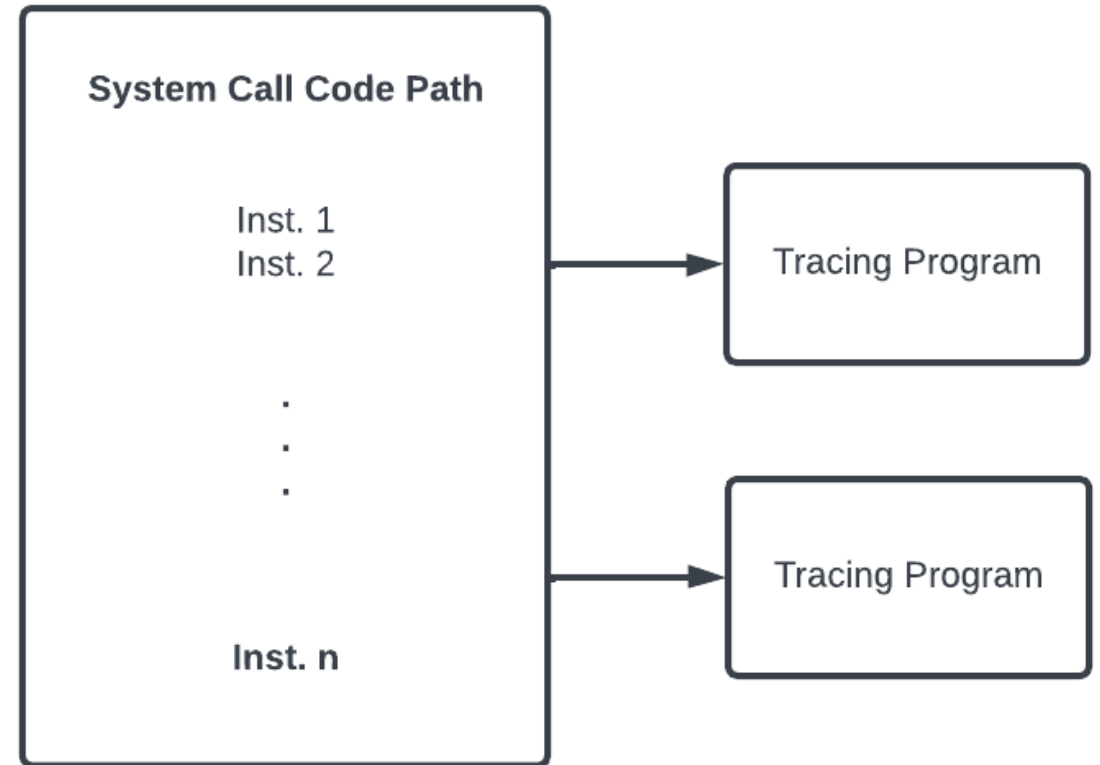 System Call Code Path
Inst. 1
Inst. 2
.
.
.
Inst. n
Tracing Program
Tracing Program